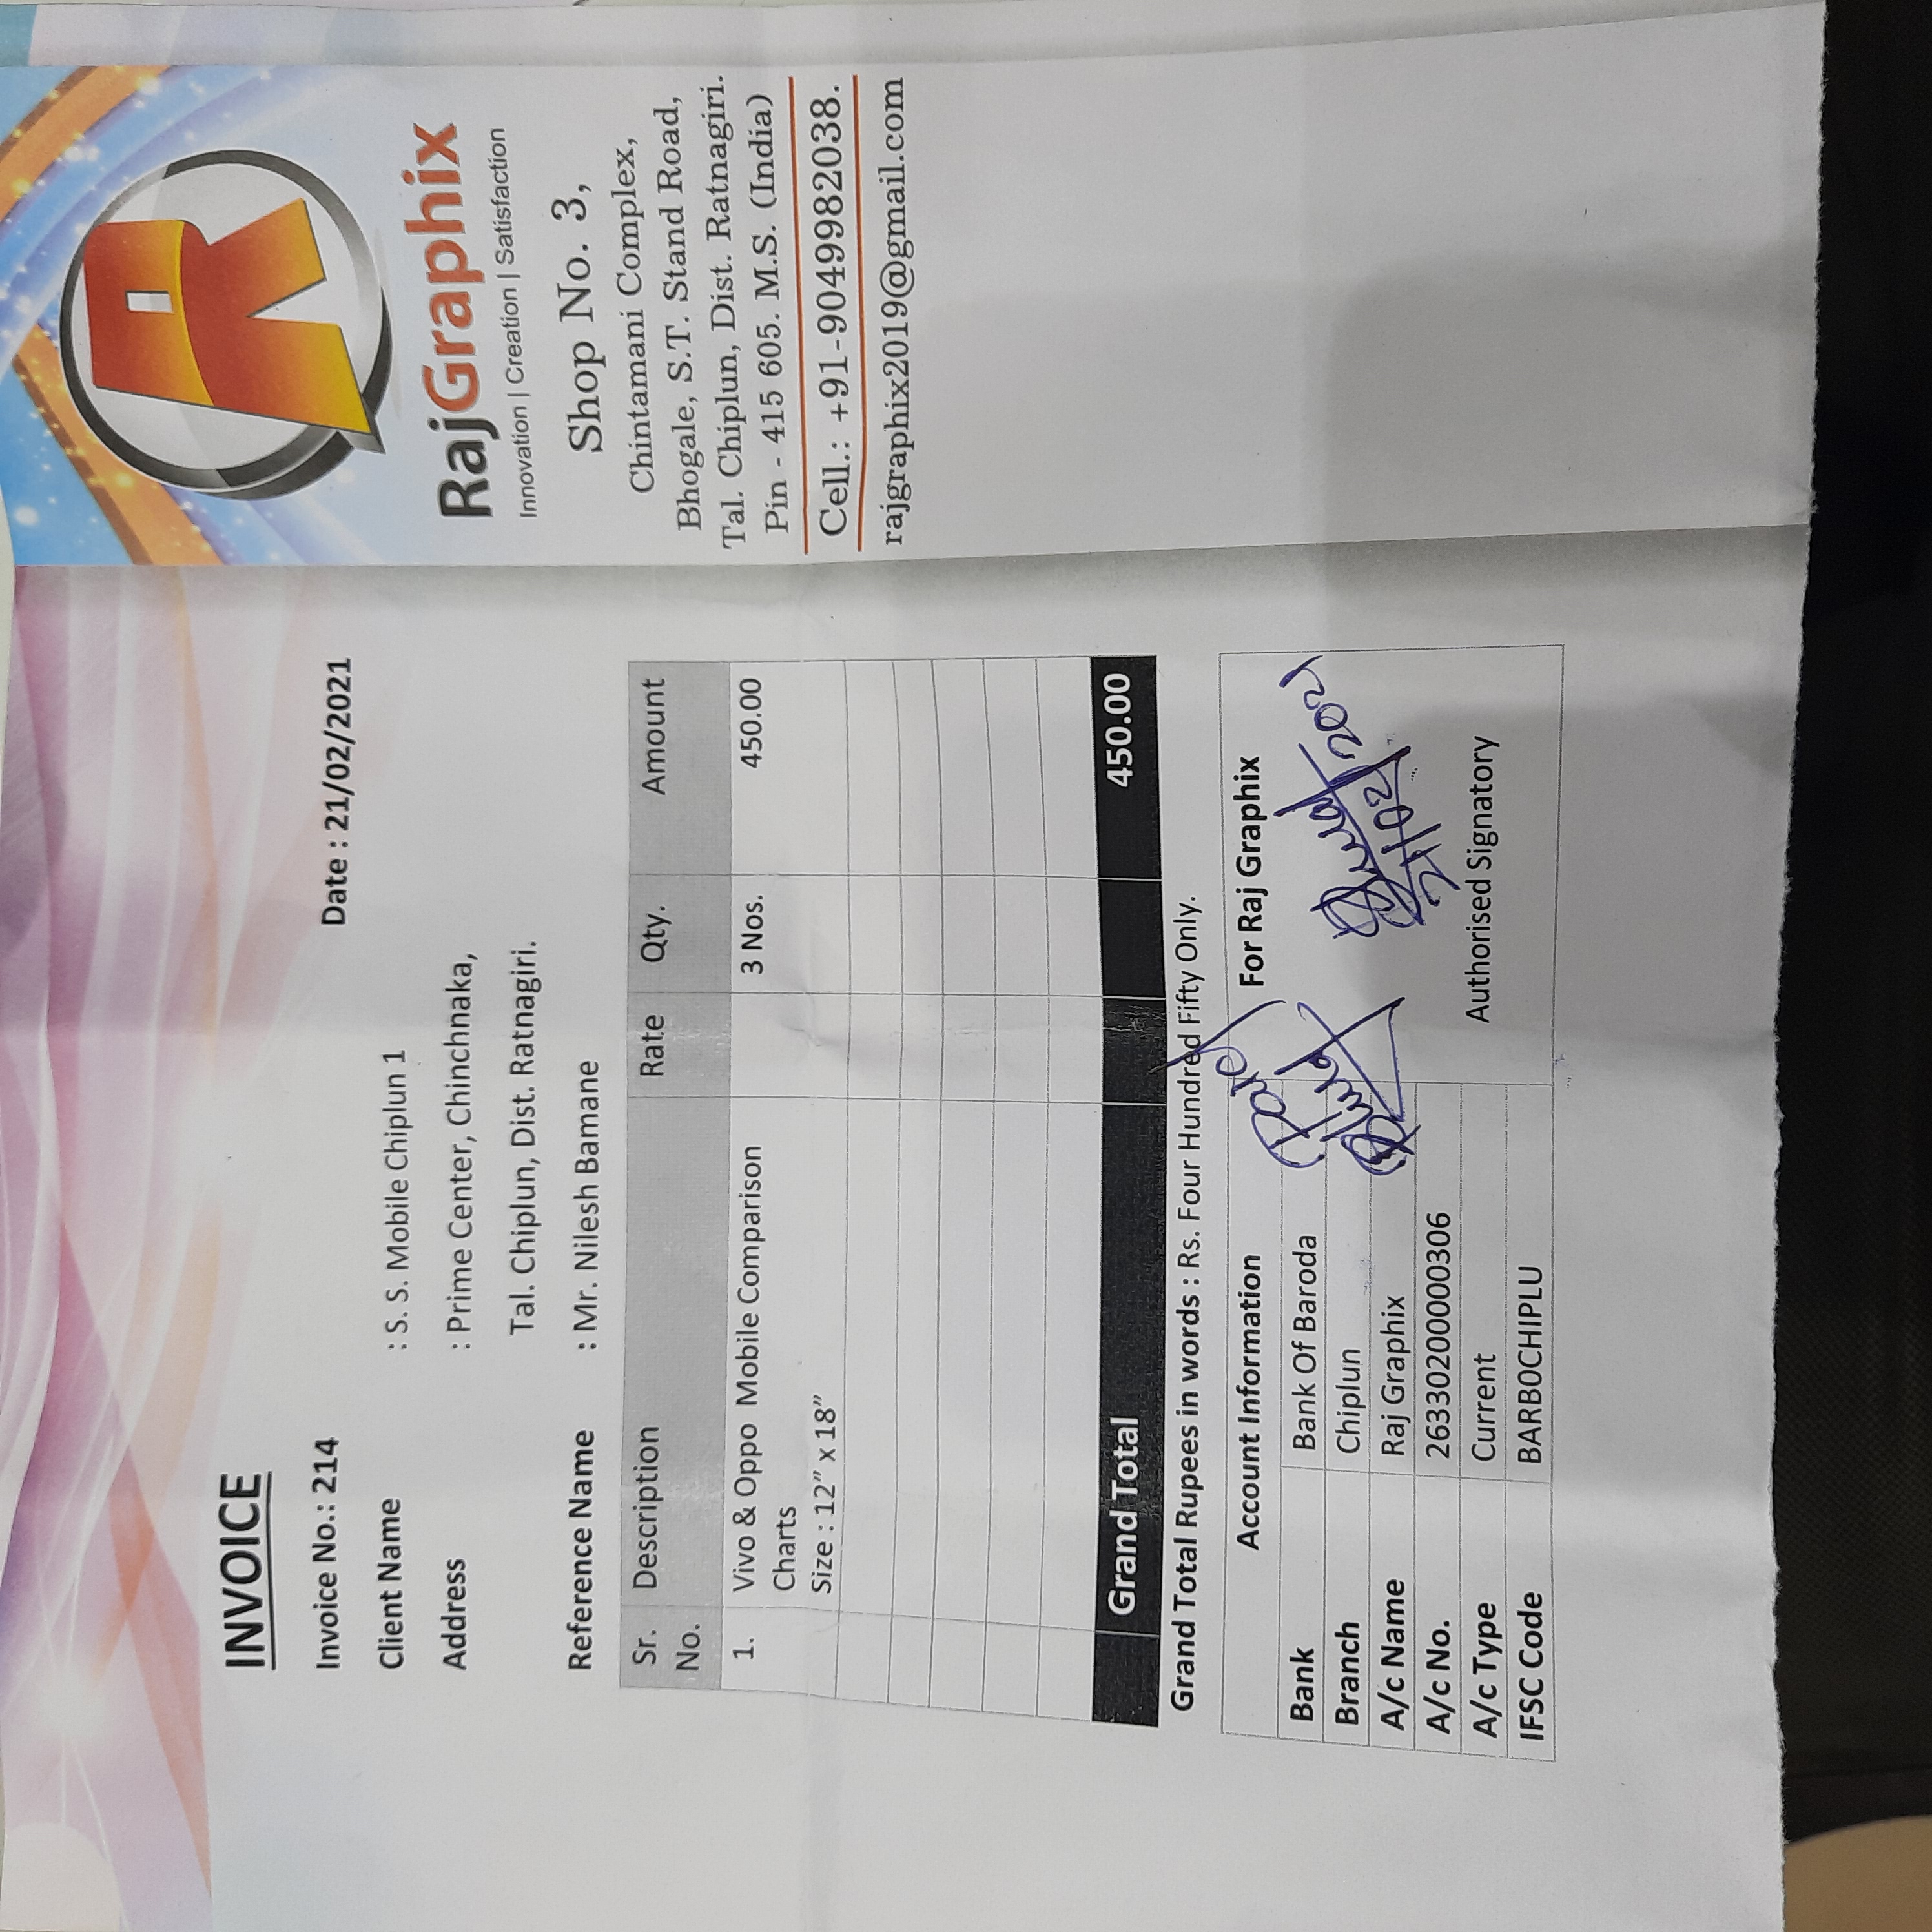 R
RajGraphix
Innovation | Creation | Satisfaction
Shop No. 3,
Chintamani Complex,
Bhogale, S.T. Stand Road,
Tal. Chiplun, Dist. Ratnagiri.
Pin - 415 605. M.S. (India)
Cell.: +91-9049982038.
rajgraphix2019@gmail.com
INVOICE
Invoice No.: 214 Date : 21/02/2021
Client Name : S. S. Mobile Chiplun 1
Address : Prime Center, Chinchnaka,
Tal. Chiplun, Dist. Ratnagiri.
Reference Name : Mr. Nilesh Bamane
Sr. No. Description Rate Qty. Amount
1. Vivo & Oppo Mobile Comparison 3 Nos. 450.00
Charts
Size : 12" x 18"
Grand Total 450.00
Grand Total Rupees in words : Rs. Four Hundred Fifty Only.
Account Information For Raj Graphix
Bank Bank Of Baroda
Branch Chiplun
A/c Name Raj Graphix
A/c No. 26330200000306
A/c Type Current
IFSC Code BARB0CHIPLU
21/02/2021
Authorised Signatory